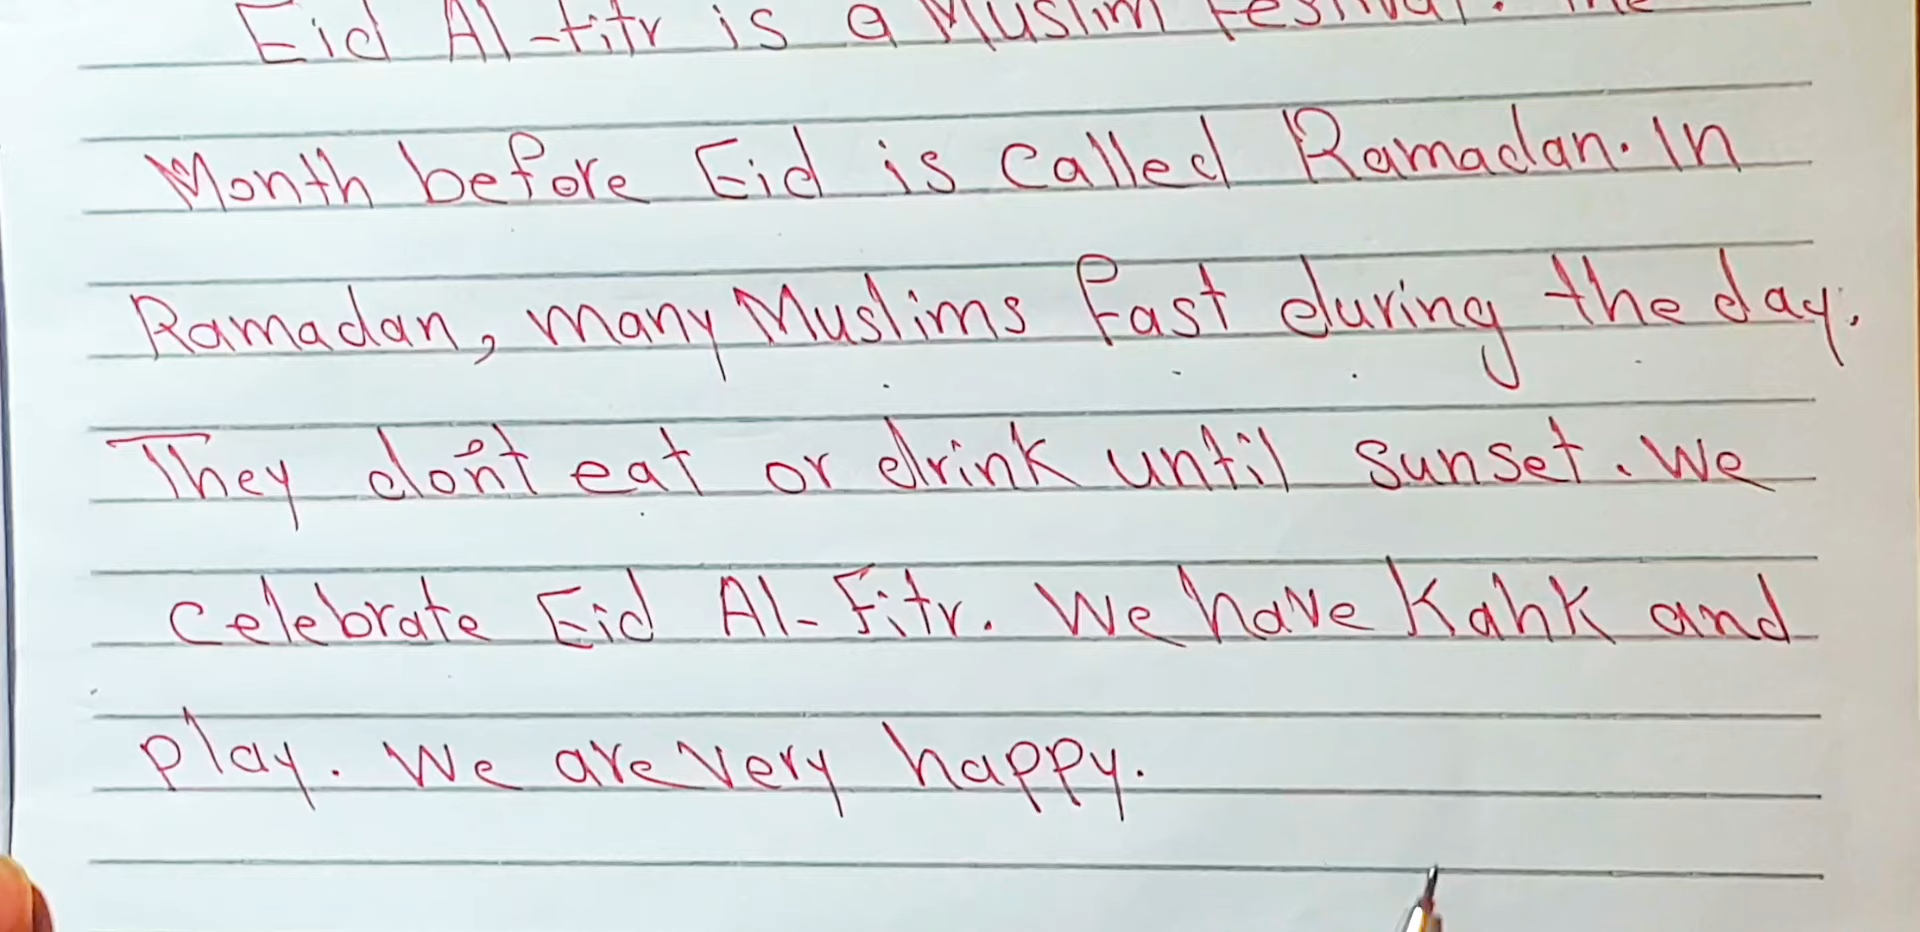 Eid Al-fitr is a Muslim Festival. The
Month before Eid is called Ramadan. In
Ramadan, many Muslims fast during the day.
They don't eat or drink until sunset. We
celebrate Eid Al-Fitr. We have Kahk and
play. We are very happy.